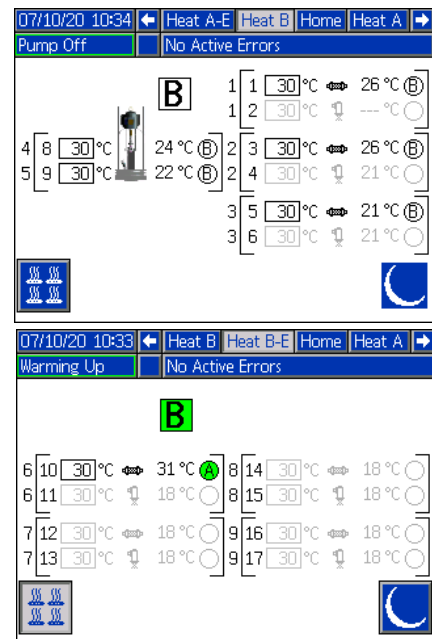 07/10/20 10:34 Heat A-E Heat B Home Heat A
Pump Off No Active Errors
B
1 1 30 °C 26 °C B
1 2 30 °C --- °C
4 8 30 °C 24 °C B 2 3 30 °C 26 °C B
5 9 30 °C 22 °C B 2 4 30 °C 21 °C
3 5 30 °C 21 °C B
3 6 30 °C 21 °C
07/10/20 10:33 Heat B Heat B-E Home Heat A
Warming Up No Active Errors
B
6 10 30 °C 31 °C A 8 14 30 °C 18 °C
6 11 30 °C 18 °C 8 15 30 °C 18 °C
7 12 30 °C 18 °C 9 16 30 °C 18 °C
7 13 30 °C 18 °C 9 17 30 °C 18 °C